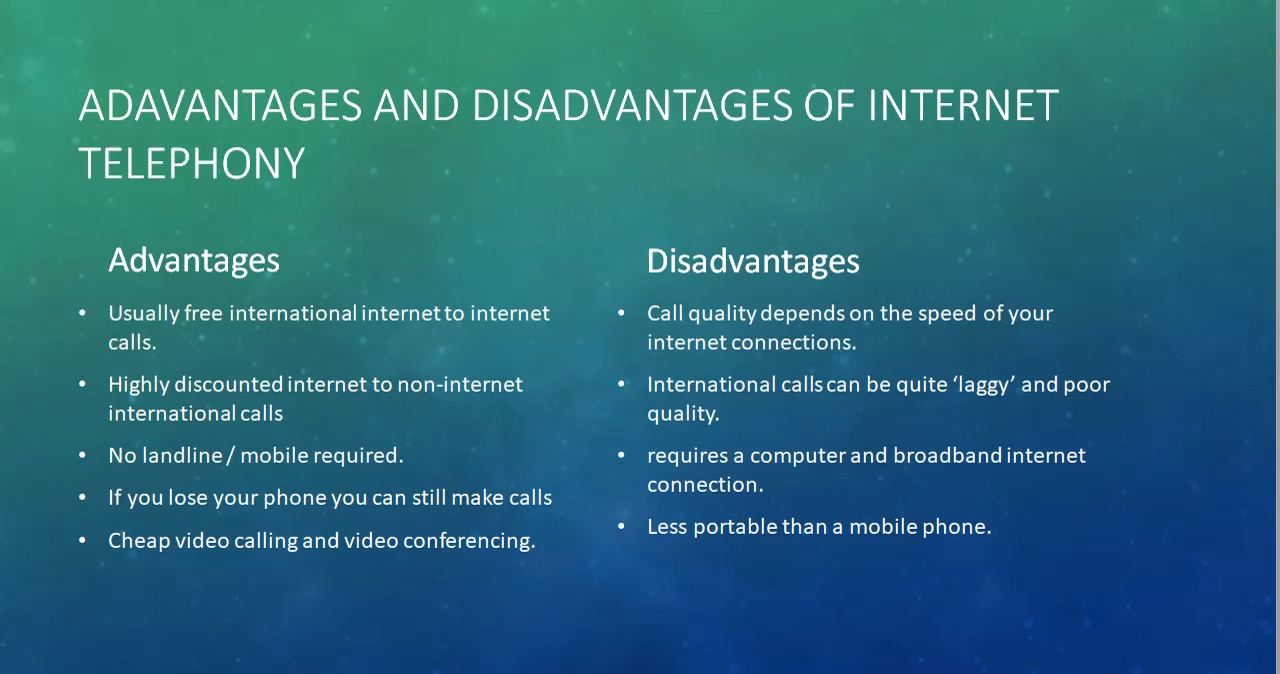 ADAVANTAGES AND DISADVANTAGES OF INTERNET
TELEPHONY
Advantages
• Usually free international internet to internet
calls.
• Highly discounted internet to non-internet
international calls
• No landline / mobile required.
• If you lose your phone you can still make calls
• Cheap video calling and video conferencing.
Disadvantages
• Call quality depends on the speed of your
internet connections.
• International calls can be quite ‘laggy’ and poor
quality.
• requires a computer and broadband internet
connection.
• Less portable than a mobile phone.